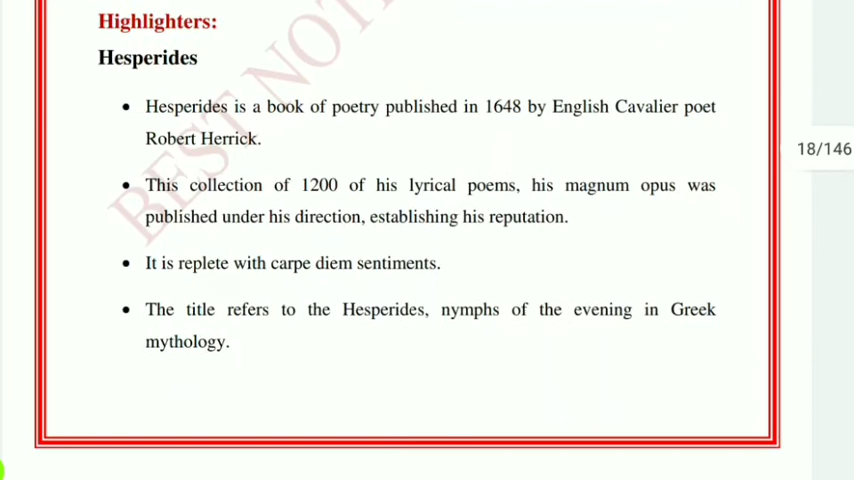 Highlighters:
Hesperides
• Hesperides is a book of poetry published in 1648 by English Cavalier poet
Robert Herrick.
18/146
• This collection of 1200 of his lyrical poems, his magnum opus was
published under his direction, establishing his reputation.
• It is replete with carpe diem sentiments.
• The title refers to the Hesperides, nymphs of the evening in Greek
mythology.
BEST NOT